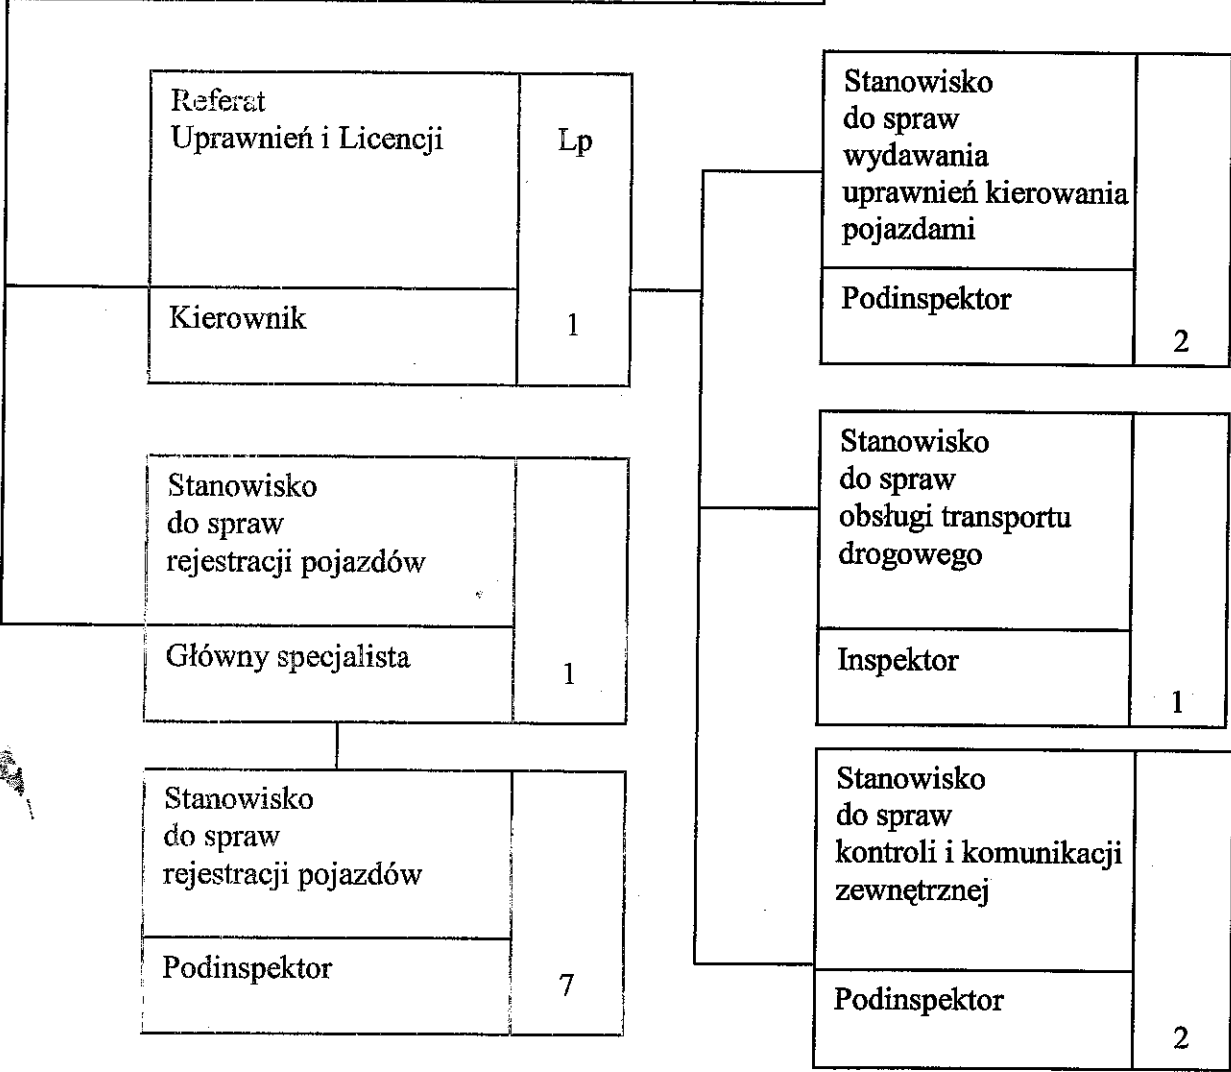 Referat
Uprawnień i Licencji
Lp
Kierownik
1
Stanowisko
do spraw
rejestracji pojazdów
Główny specjalista
1
Stanowisko
do spraw
rejestracji pojazdów
Podinspektor
7
Stanowisko
do spraw
wydawania
uprawnień kierowania
pojazdami
Podinspektor
2
Stanowisko
do spraw
obsługi transportu
drogowego
Inspektor
1
Stanowisko
do spraw
kontroli i komunikacji
zewnętrznej
Podinspektor
2